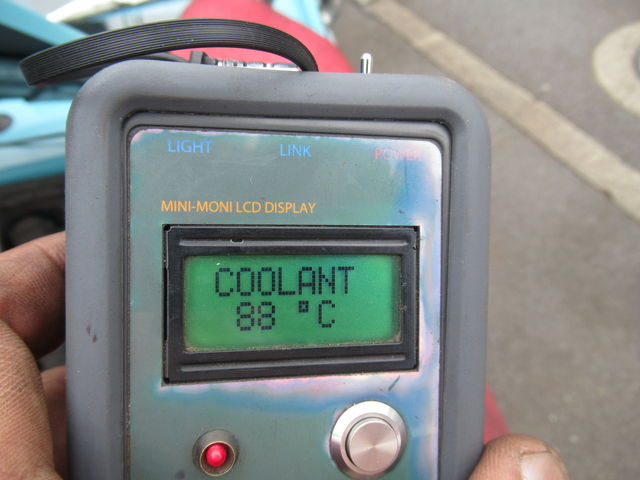 LIGHT LINK POWER
MINI-MONI LCD DISPLAY
COOLANT
88 °C